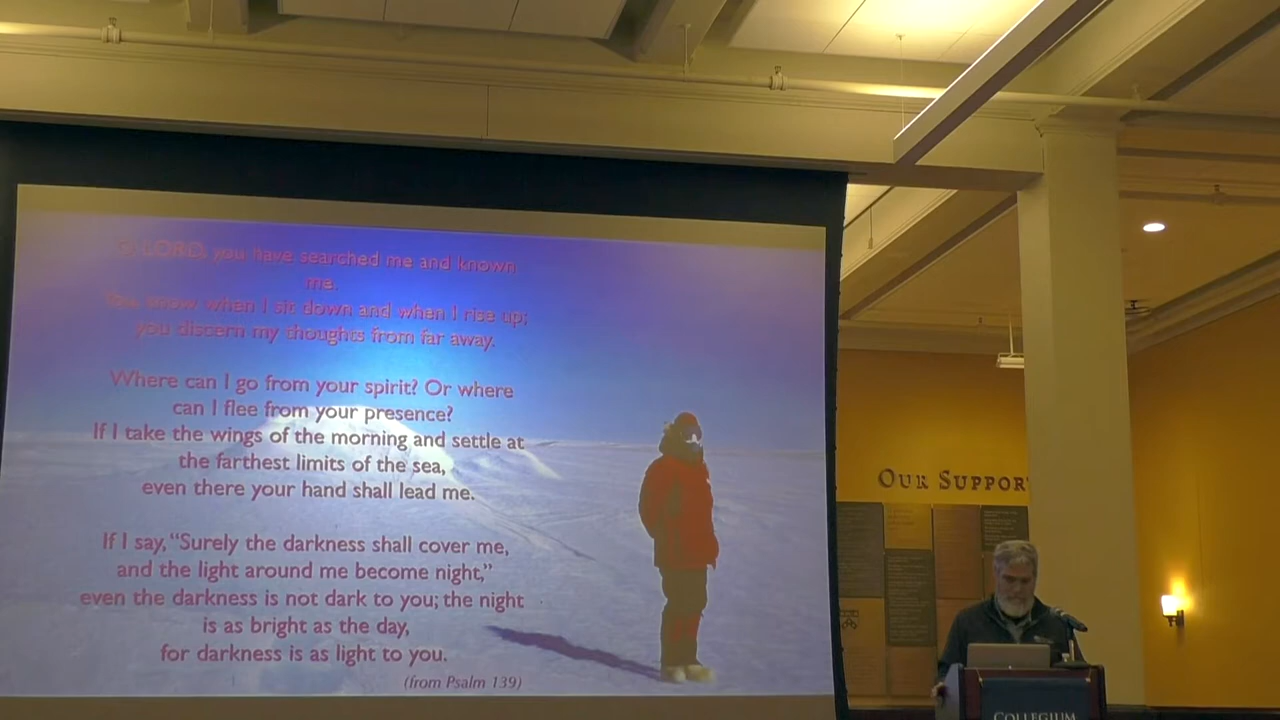 O LORD, you have searched me and known
me.
You know when I sit down and when I rise up;
you discern my thoughts from far away.
Where can I go from your spirit? Or where
can I flee from your presence?
If I take the wings of the morning and settle at
the farthest limits of the sea,
even there your hand shall lead me.
If I say, “Surely the darkness shall cover me,
and the light around me become night,”
even the darkness is not dark to you; the night
is as bright as the day,
for darkness is as light to you.
(from Psalm 139)
OUR SUPPOR
COLLEGIUM